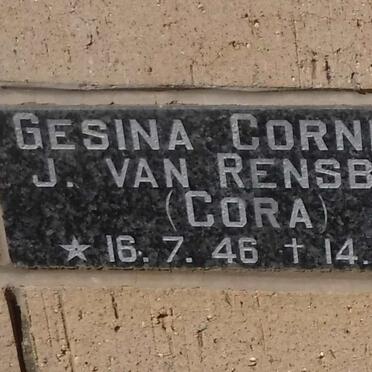 GESINA CORN
J. VAN RENSB
(CORA)
★ 16. 7. 46 † 14.